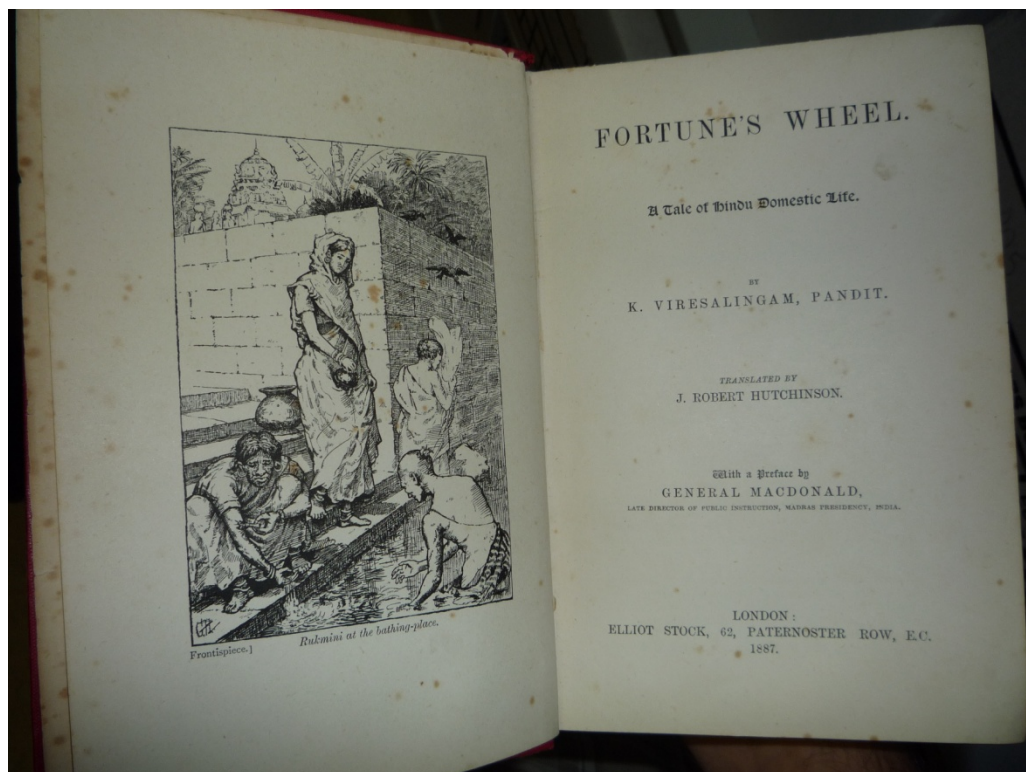 Rukmini at the bathing-place.
Frontispiece.]
FORTUNE'S WHEEL.
A Tale of Hindu Domestic Life.
BY
K. VIRESALINGAM, PANDIT.
TRANSLATED BY
J. ROBERT HUTCHINSON.
With a Preface by
GENERAL MACDONALD,
LATE DIRECTOR OF PUBLIC INSTRUCTION, MADRAS PRESIDENCY, INDIA.
LONDON:
ELLIOT STOCK, 62, PATERNOSTER ROW, E.C.
1887.